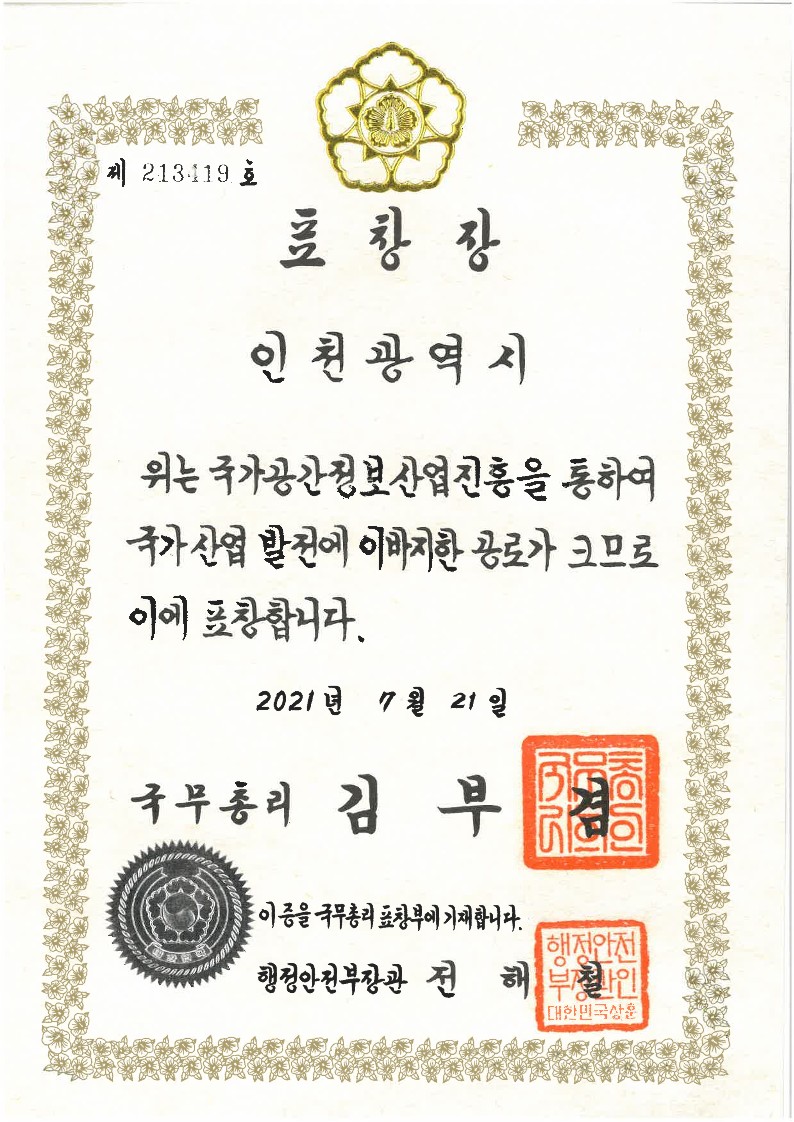 제 213419 호
표 창 장
인 천 광 역 시
위는 국가공간정보산업진흥을 통하여
국가산업 발전에 이바지한 공로가 크므로
이에 표창합니다.
2021년 7월 21일
국무총리 김 부 겸
이 증을 국무총리 표창부에 기재합니다.
행정안전부장관 전 해 철
행정안전
부장관인
대한민국상훈